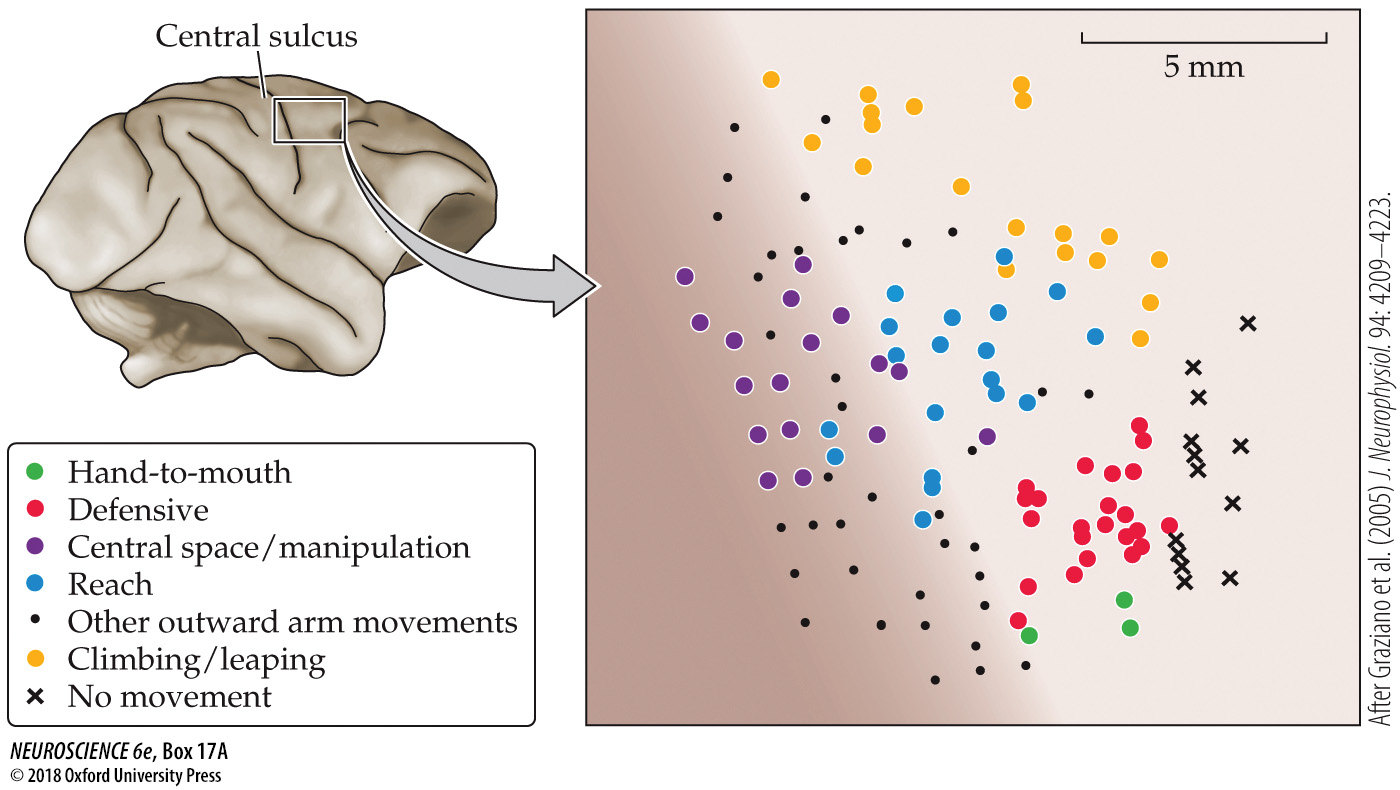 Central sulcus
5 mm
Hand-to-mouth
Defensive
Central space/manipulation
Reach
Other outward arm movements
Climbing/leaping
No movement
After Graziano et al. (2005) J. Neurophysiol. 94: 4209–4223.
NEUROSCIENCE 6e, Box 17A
© 2018 Oxford University Press